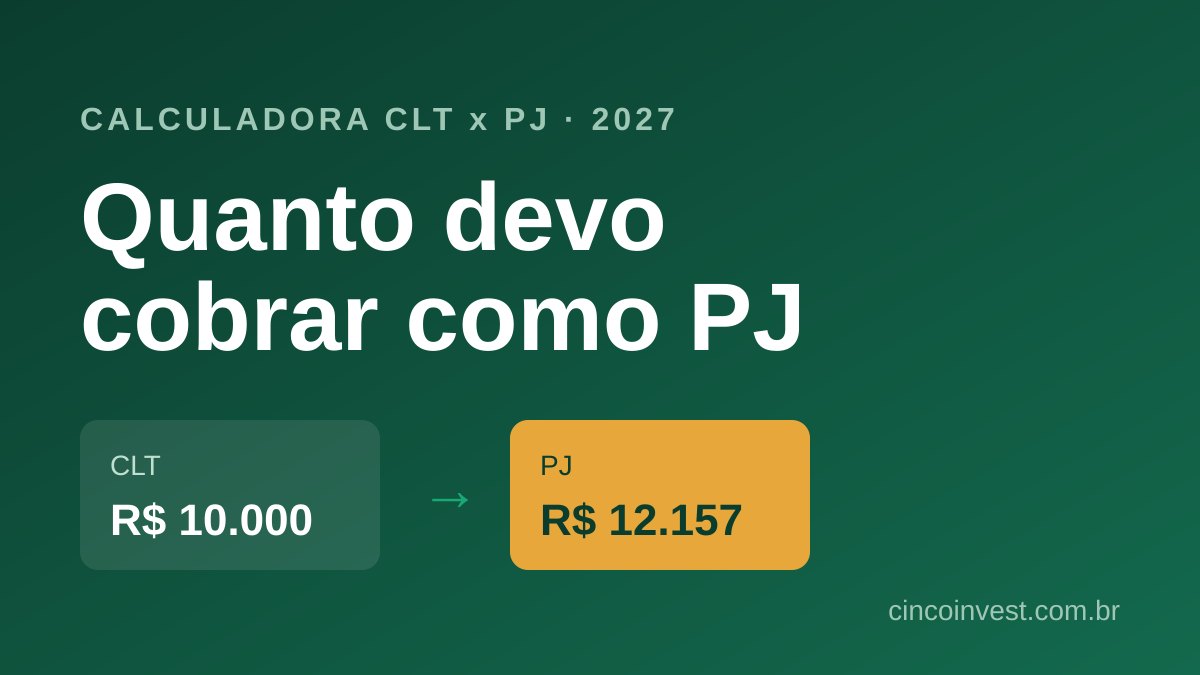 CALCULADORA CLT x PJ · 2027
Quanto devo
cobrar como PJ
CLT
R$ 10.000
→
PJ
R$ 12.157
cincoinvest.com.br